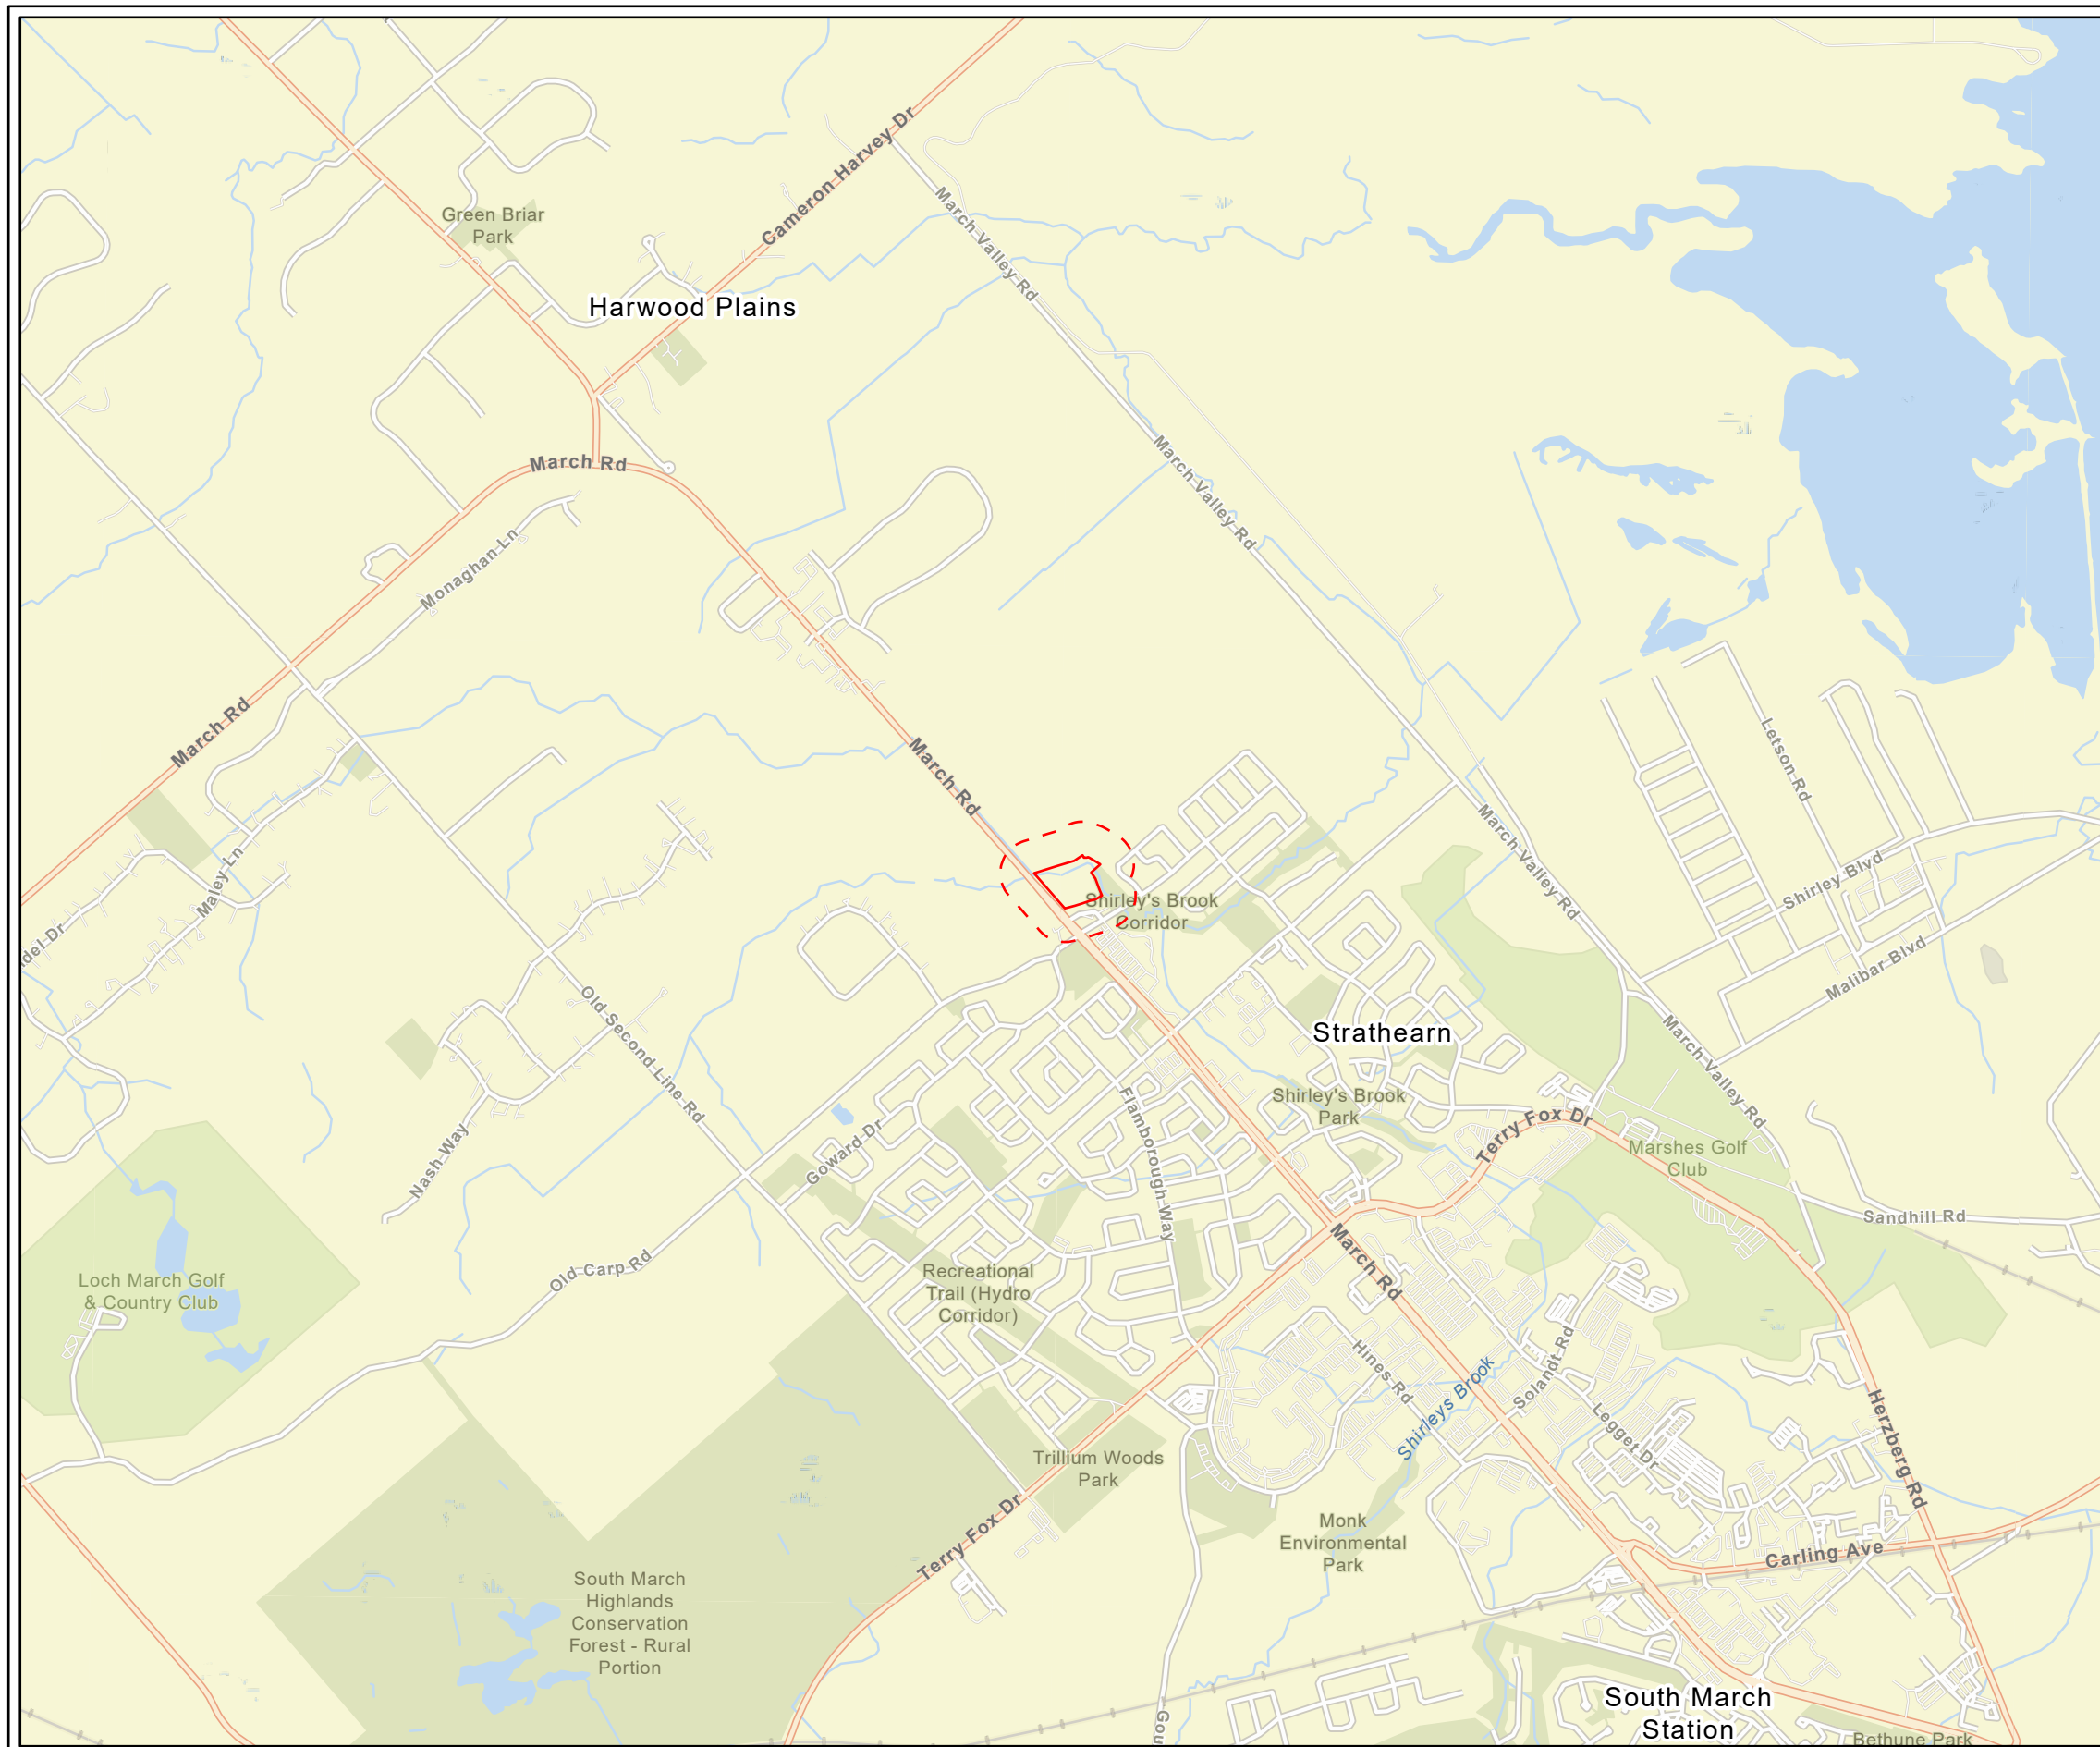 Cameron Harvey Dr
Green Briar
Park
March Valley Rd
Harwood Plains
March Rd
March Valley Rd
Monaghan Ln
March Rd
March Rd
Letson Rd
March Valley Rd
Shirley Blvd
Maley Ln
Shirley's Brook
Corridor
del Dr
Malibar Blvd
Old Second Line Rd
Strathearn
March Valley Rd
Shirley's Brook
Park
Flamborough Way
Terry Fox Dr
Goward Dr
Marshes Golf
Club
Nash Way
Sandhill Rd
March Rd
Old Carp Rd
Loch March Golf
& Country Club
Recreational
Trail (Hydro
Corridor)
Hines Rd
Solandt Rd
Shirleys Brook
Legget Dr
Herzberg Rd
Trillium Woods
Park
Terry Fox Dr
Monk
Environmental
Park
Carling Ave
South March
Highlands
Conservation
Forest - Rural
Portion
South March
Station
Gou
Bethune Park